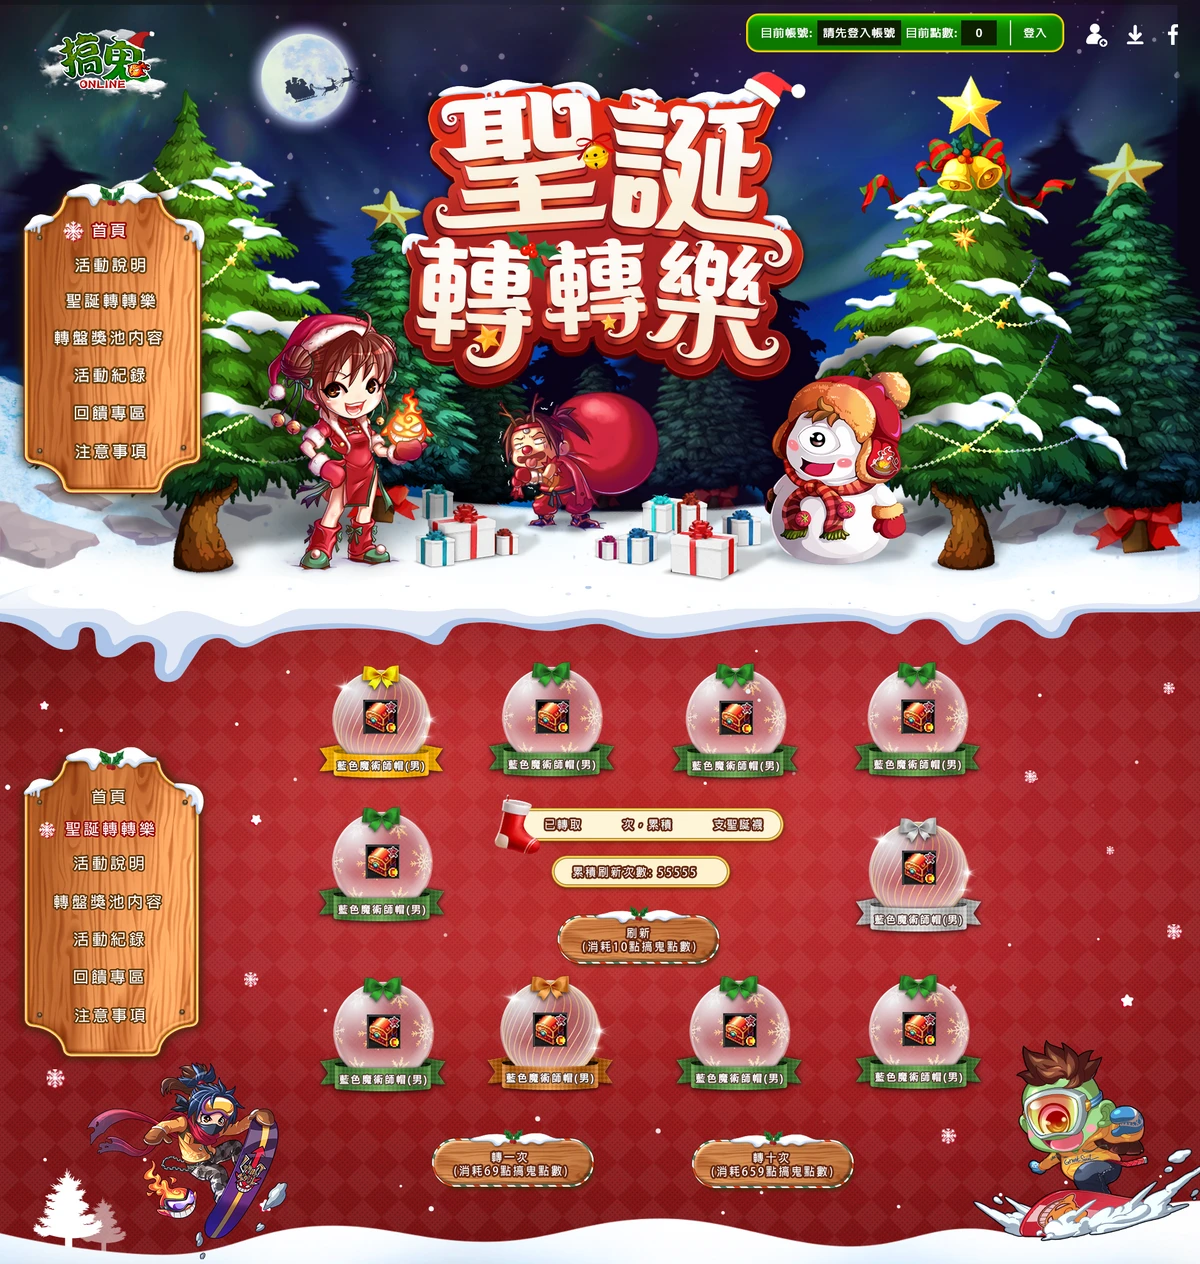 搞鬼
ONLINE
目前帳號: 請先登入帳號 目前點數: 0 登入
聖誕
轉轉樂
首頁
活動說明
聖誕轉轉樂
轉盤獎池內容
活動紀錄
回饋專區
注意事項
藍色魔術師帽(男)
藍色魔術師帽(男)
藍色魔術師帽(男)
藍色魔術師帽(男)
首頁
聖誕轉轉樂
活動說明
轉盤獎池內容
活動紀錄
回饋專區
注意事項
已轉取 次，累積 支聖誕襪
累積刷新次數: 55555
藍色魔術師帽(男)
藍色魔術師帽(男)
刷新
(消耗10點搞鬼點數)
藍色魔術師帽(男)
藍色魔術師帽(男)
藍色魔術師帽(男)
藍色魔術師帽(男)
轉一次
(消耗69點搞鬼點數)
轉十次
(消耗659點搞鬼點數)